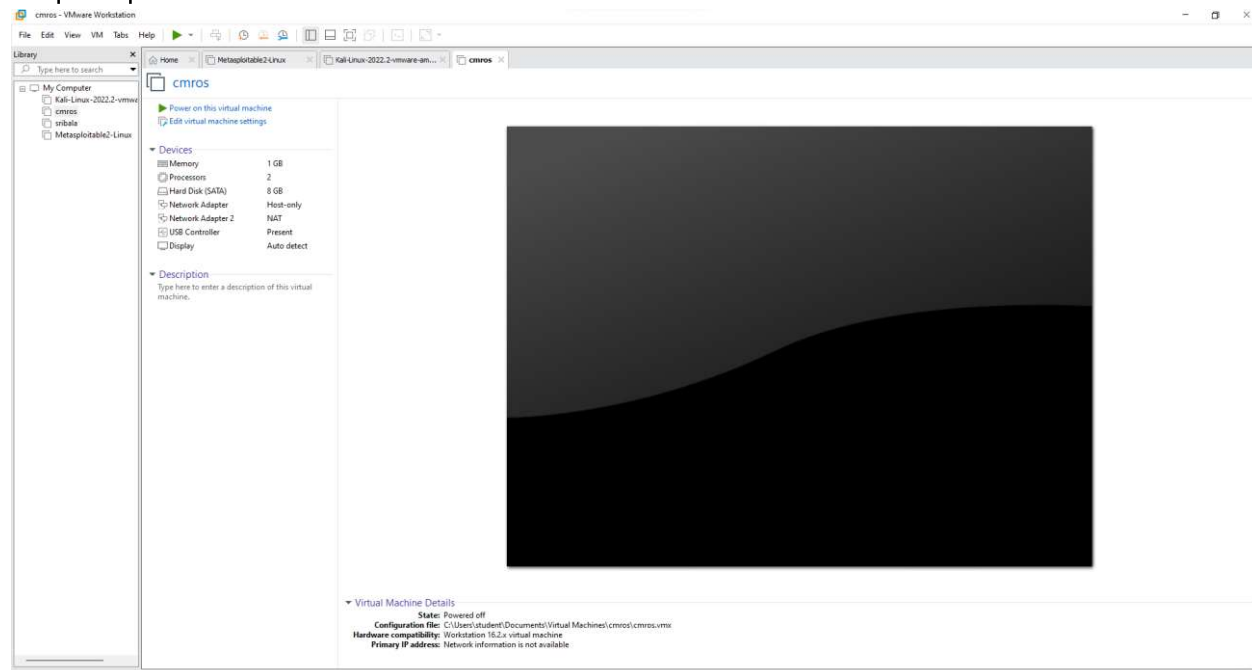 cmros - VMware Workstation
File Edit View VM Tabs Help
Library
Type here to search
My Computer
Kali-Linux-2022.2-vmwa
cmros
sribala
Metasploitable2-Linux
Home
Metasploitable2-Linux
Kali-Linux-2022.2-vmware-am...
cmros
cmros
Power on this virtual machine
Edit virtual machine settings
Devices
Memory 1 GB
Processors 2
Hard Disk (SATA) 8 GB
Network Adapter Host-only
Network Adapter 2 NAT
USB Controller Present
Display Auto detect
Description
Type here to enter a description of this virtual
machine.
Virtual Machine Details
State: Powered off
Configuration file: C:\Users\student\Documents\Virtual Machines\cmros\cmros.vmx
Hardware compatibility: Workstation 16.2.x virtual machine
Primary IP address: Network information is not available